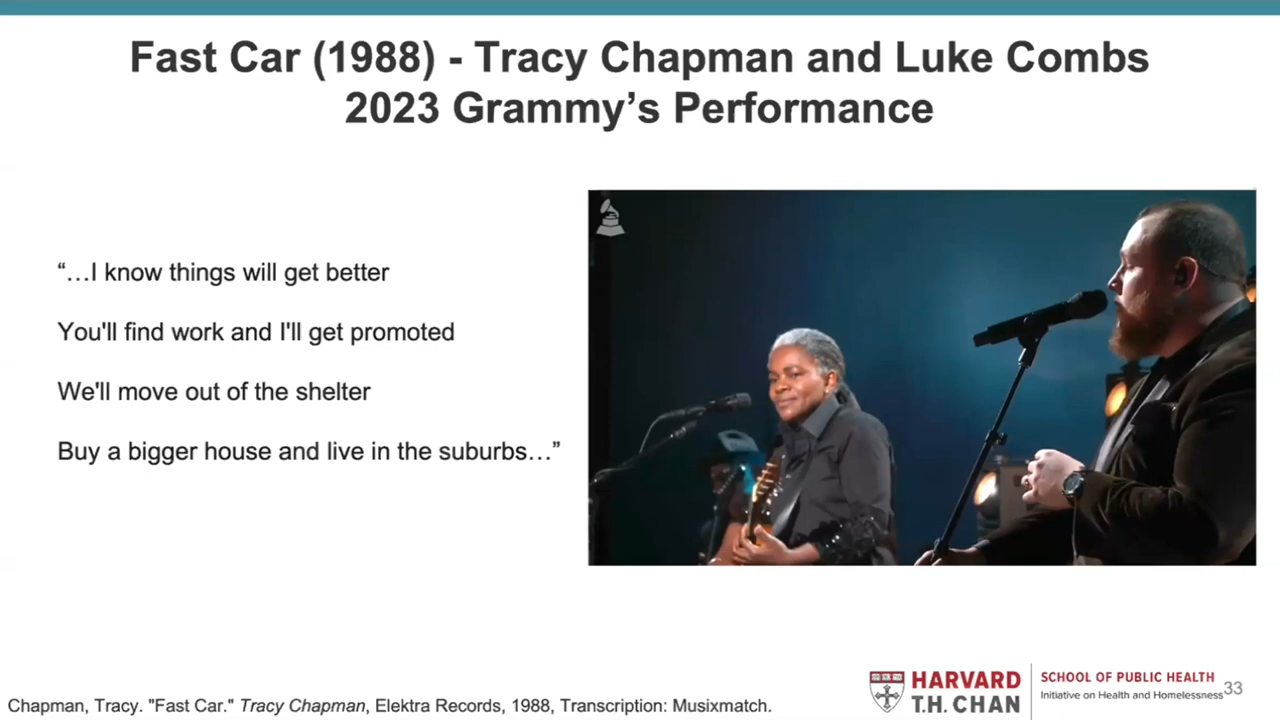 Fast Car (1988) - Tracy Chapman and Luke Combs
2023 Grammy’s Performance
“…I know things will get better
You'll find work and I'll get promoted
We'll move out of the shelter
Buy a bigger house and live in the suburbs…”
Chapman, Tracy. "Fast Car." Tracy Chapman, Elektra Records, 1988, Transcription: Musixmatch.
HARVARD
T.H. CHAN
SCHOOL OF PUBLIC HEALTH
Initiative on Health and Homelessness
33